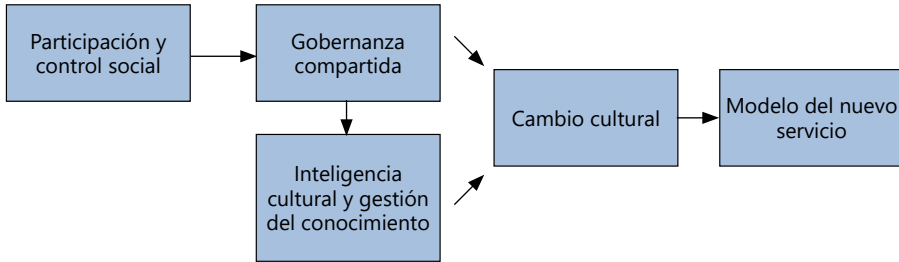 Participación y
control social
Gobernanza
compartida
Inteligencia
cultural y gestión
del conocimiento
Cambio cultural
Modelo del nuevo
servicio